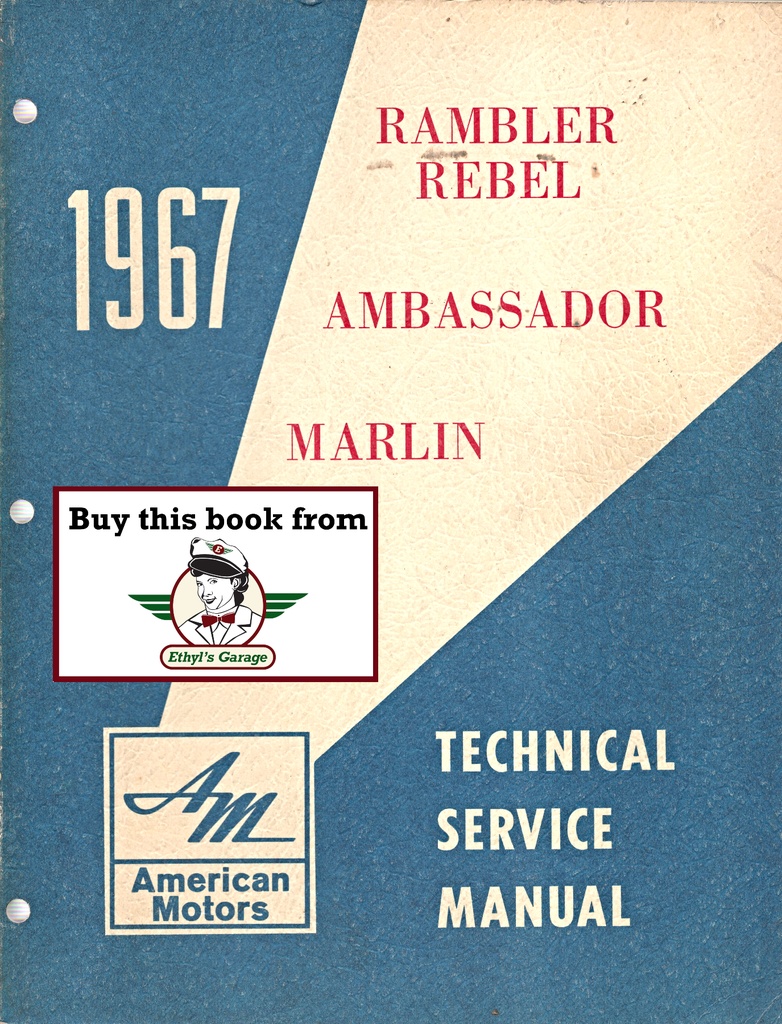 RAMBLER
REBEL
1967
AMBASSADOR
MARLIN
Buy this book from
E
Ethyl's Garage
TECHNICAL
SERVICE
MANUAL
AM
American
Motors